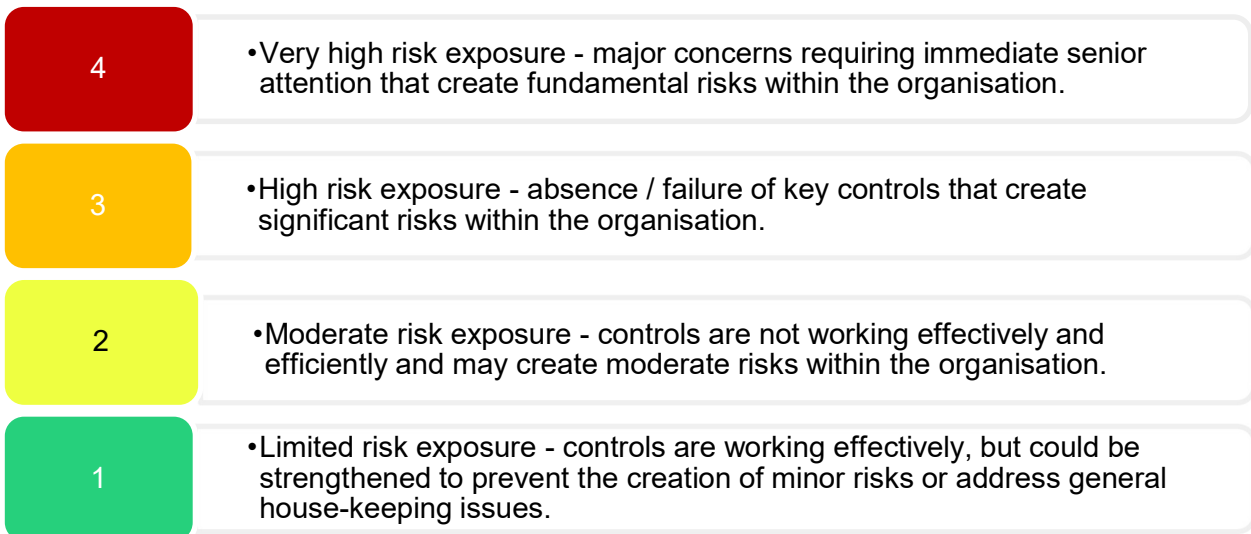 4
•Very high risk exposure - major concerns requiring immediate senior
attention that create fundamental risks within the organisation.
3
•High risk exposure - absence / failure of key controls that create
significant risks within the organisation.
2
•Moderate risk exposure - controls are not working effectively and
efficiently and may create moderate risks within the organisation.
1
•Limited risk exposure - controls are working effectively, but could be
strengthened to prevent the creation of minor risks or address general
house-keeping issues.